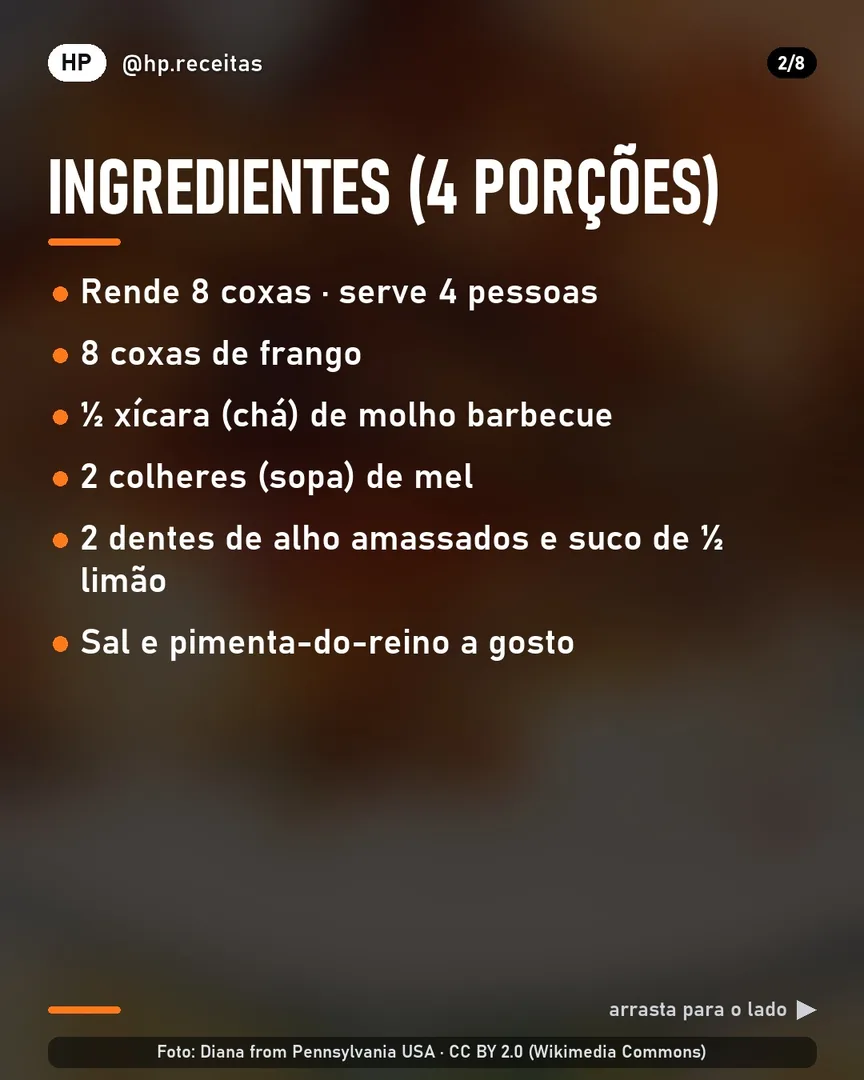 HP @hp.receitas 2/8
INGREDIENTES (4 PORÇÕES)
Rende 8 coxas · serve 4 pessoas
8 coxas de frango
½ xícara (chá) de molho barbecue
2 colheres (sopa) de mel
2 dentes de alho amassados e suco de ½
limão
Sal e pimenta-do-reino a gosto
arrasta para o lado ▶
Foto: Diana from Pennsylvania USA · CC BY 2.0 (Wikimedia Commons)